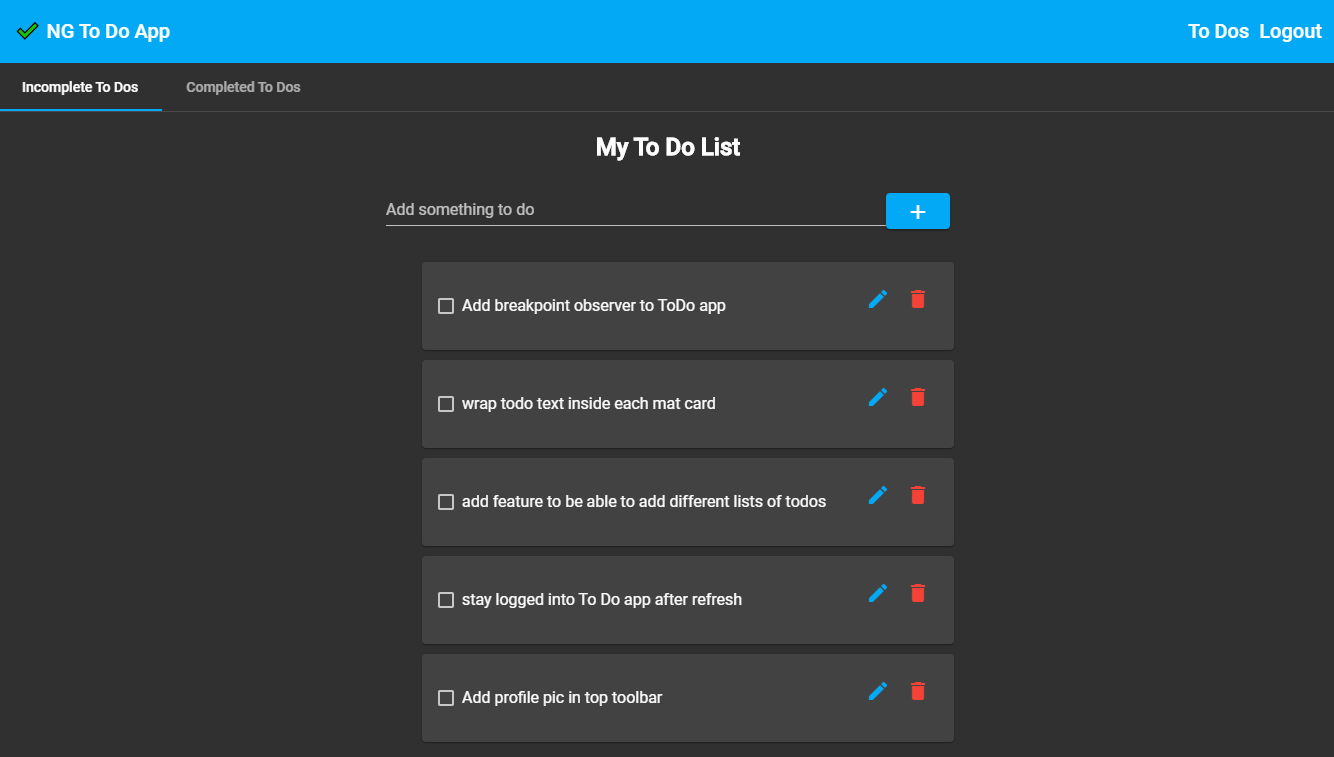 NG To Do App
To Dos Logout
Incomplete To Dos
Completed To Dos
My To Do List
Add something to do
+
Add breakpoint observer to ToDo app
wrap todo text inside each mat card
add feature to be able to add different lists of todos
stay logged into To Do app after refresh
Add profile pic in top toolbar